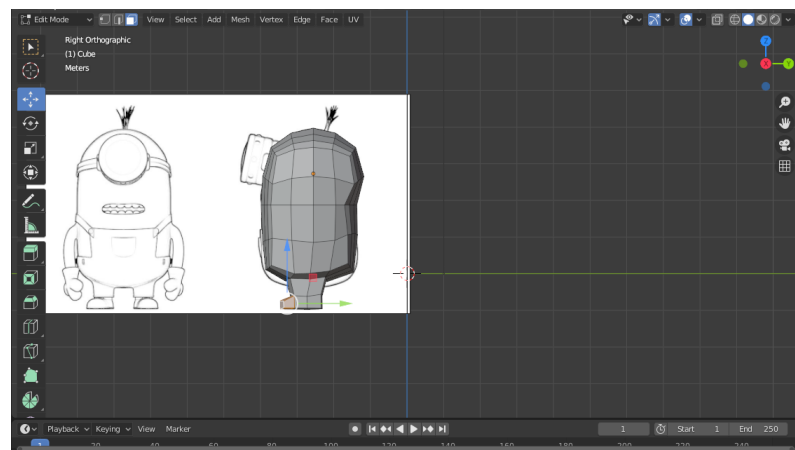 Edit Mode View Select Add Mesh Vertex Edge Face UV
Right Orthographic
(1) Cube
Meters
Z
X Y
Playback Keying View Marker 1 Start 1 End 250
1 20 40 60 80 100 120 140 160 180 200 220 240